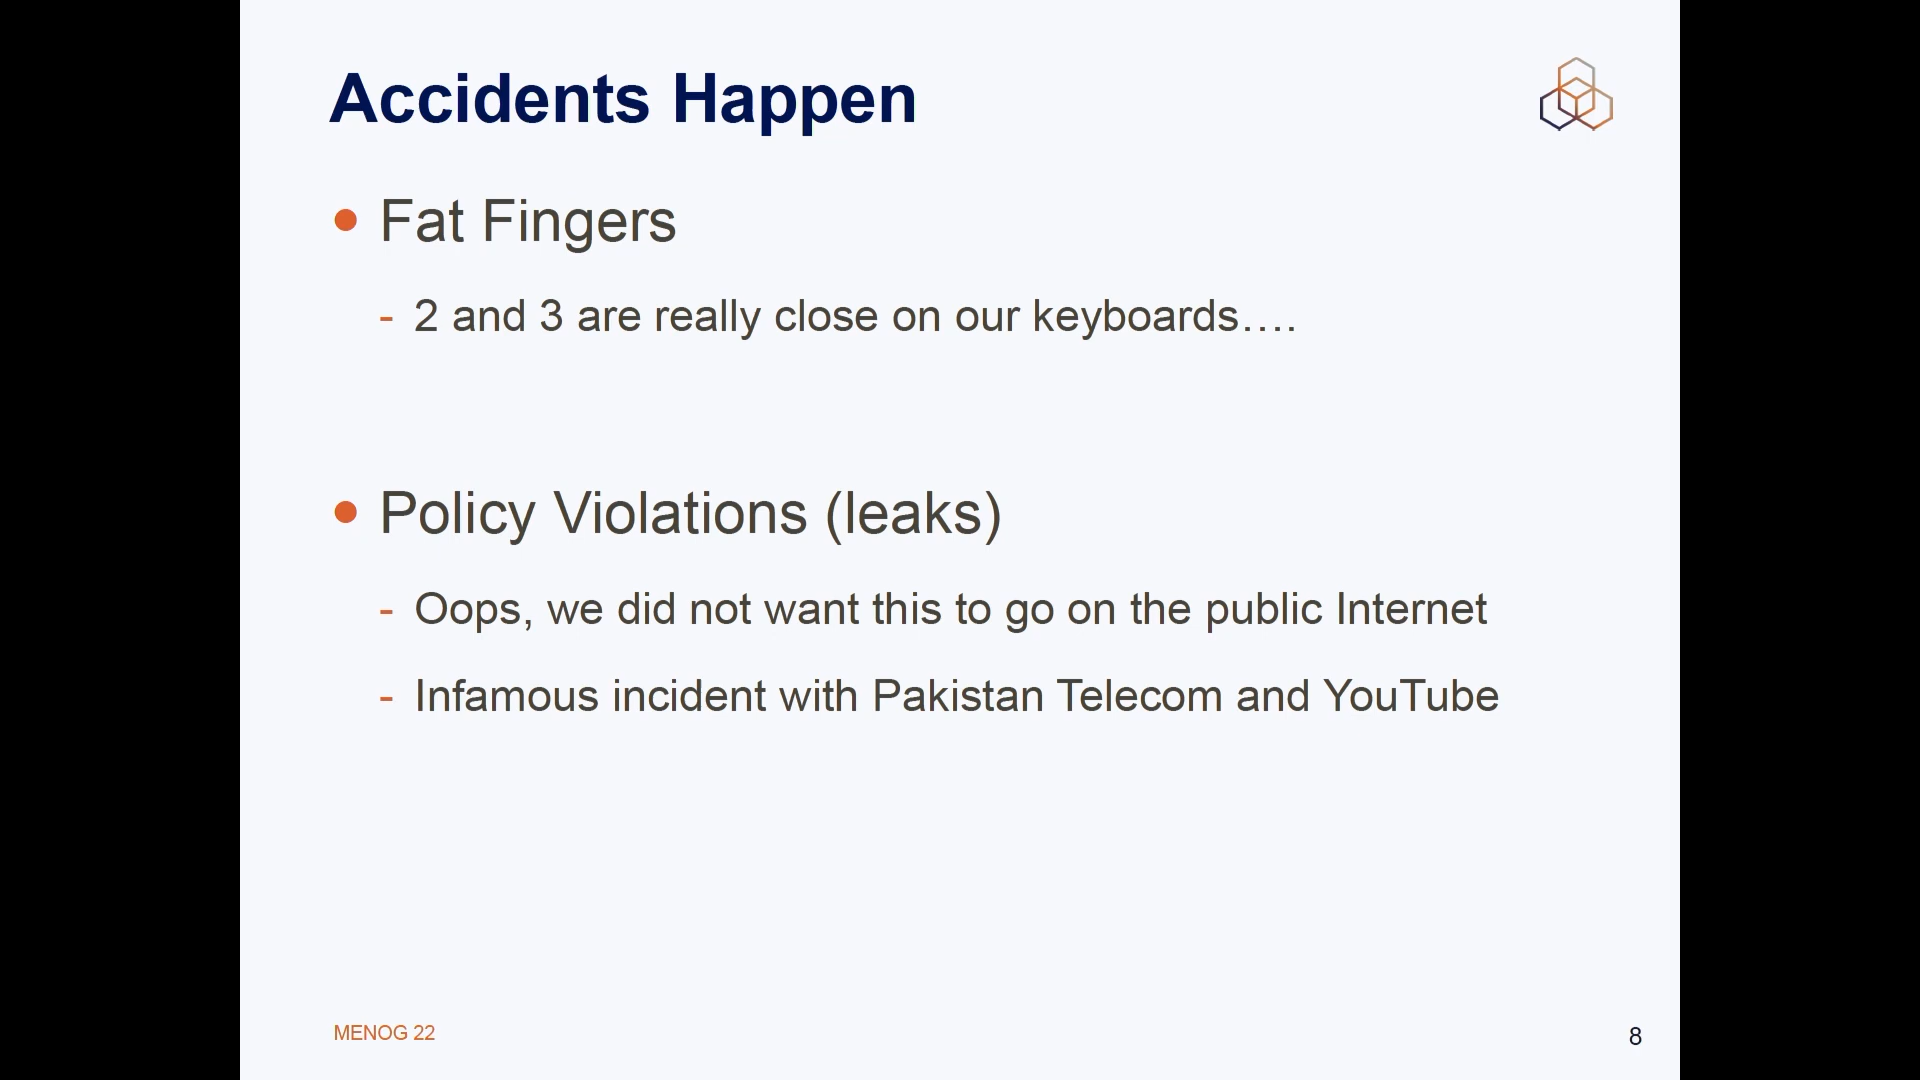 Accidents Happen
• Fat Fingers
- 2 and 3 are really close on our keyboards….
• Policy Violations (leaks)
- Oops, we did not want this to go on the public Internet
- Infamous incident with Pakistan Telecom and YouTube
MENOG 22
8